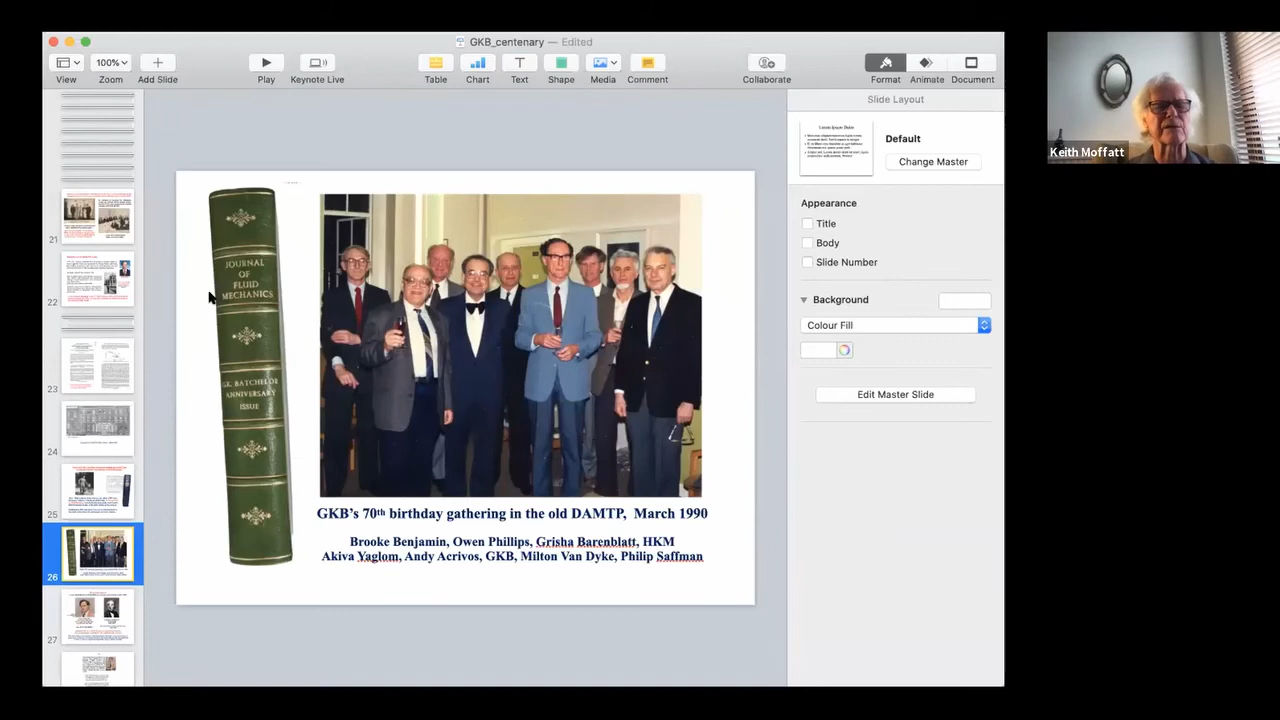 GKB_centenary — Edited
100%
View
Zoom
Add Slide
Play
Keynote Live
Table
Chart
Text
Shape
Media
Comment
Collaborate
Format
Animate
Document
Slide Layout
Default
Change Master
Appearance
Title
Body
Slide Number
Background
Colour Fill
Edit Master Slide
21
22
23
24
25
26
27
JOURNAL
OF
FLUID
MECHANICS
G.K. BATCHELOR
ANNIVERSARY
ISSUE
GKB's 70th birthday gathering in the old DAMTP, March 1990
Brooke Benjamin, Owen Phillips, Grisha Barenblatt, HKM
Akiva Yaglom, Andy Acrivos, GKB, Milton Van Dyke, Philip Saffman
Keith Moffatt